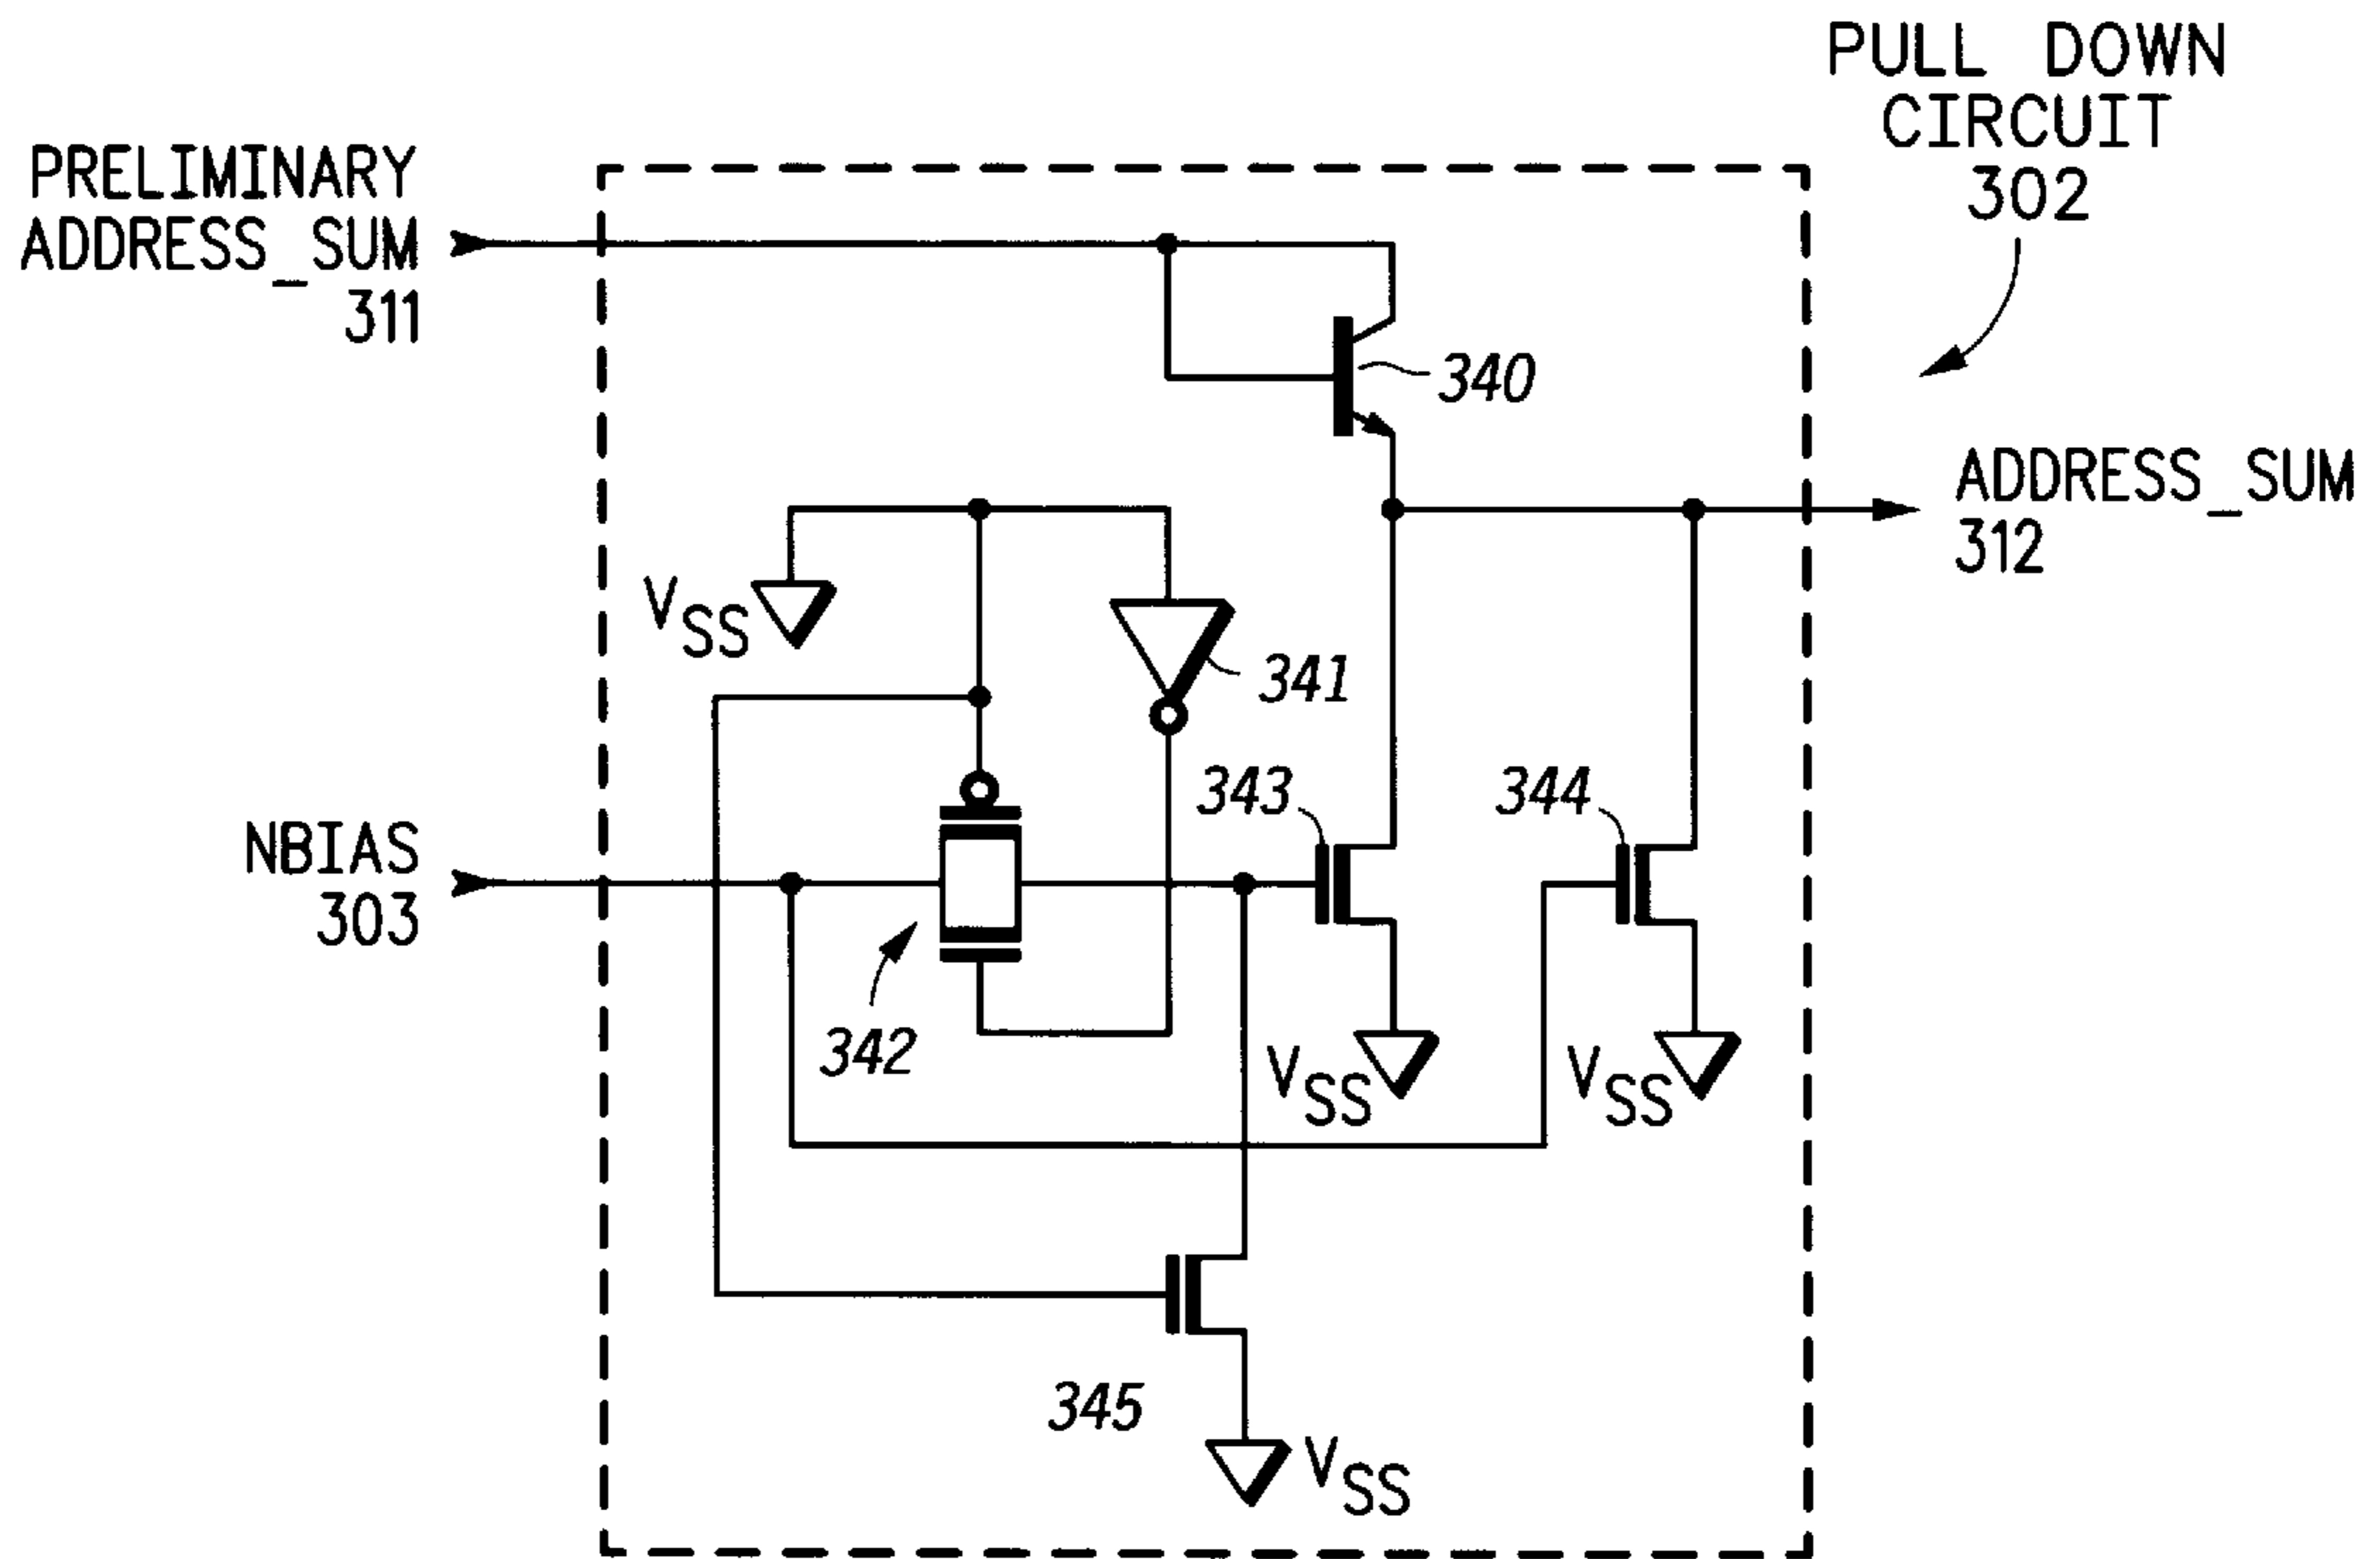 PULL DOWN
CIRCUIT
302
PRELIMINARY
ADDRESS_SUM
311
340
ADDRESS_SUM
312
VSS
341
343
344
NBIAS
303
342
VSS
VSS
345
VSS